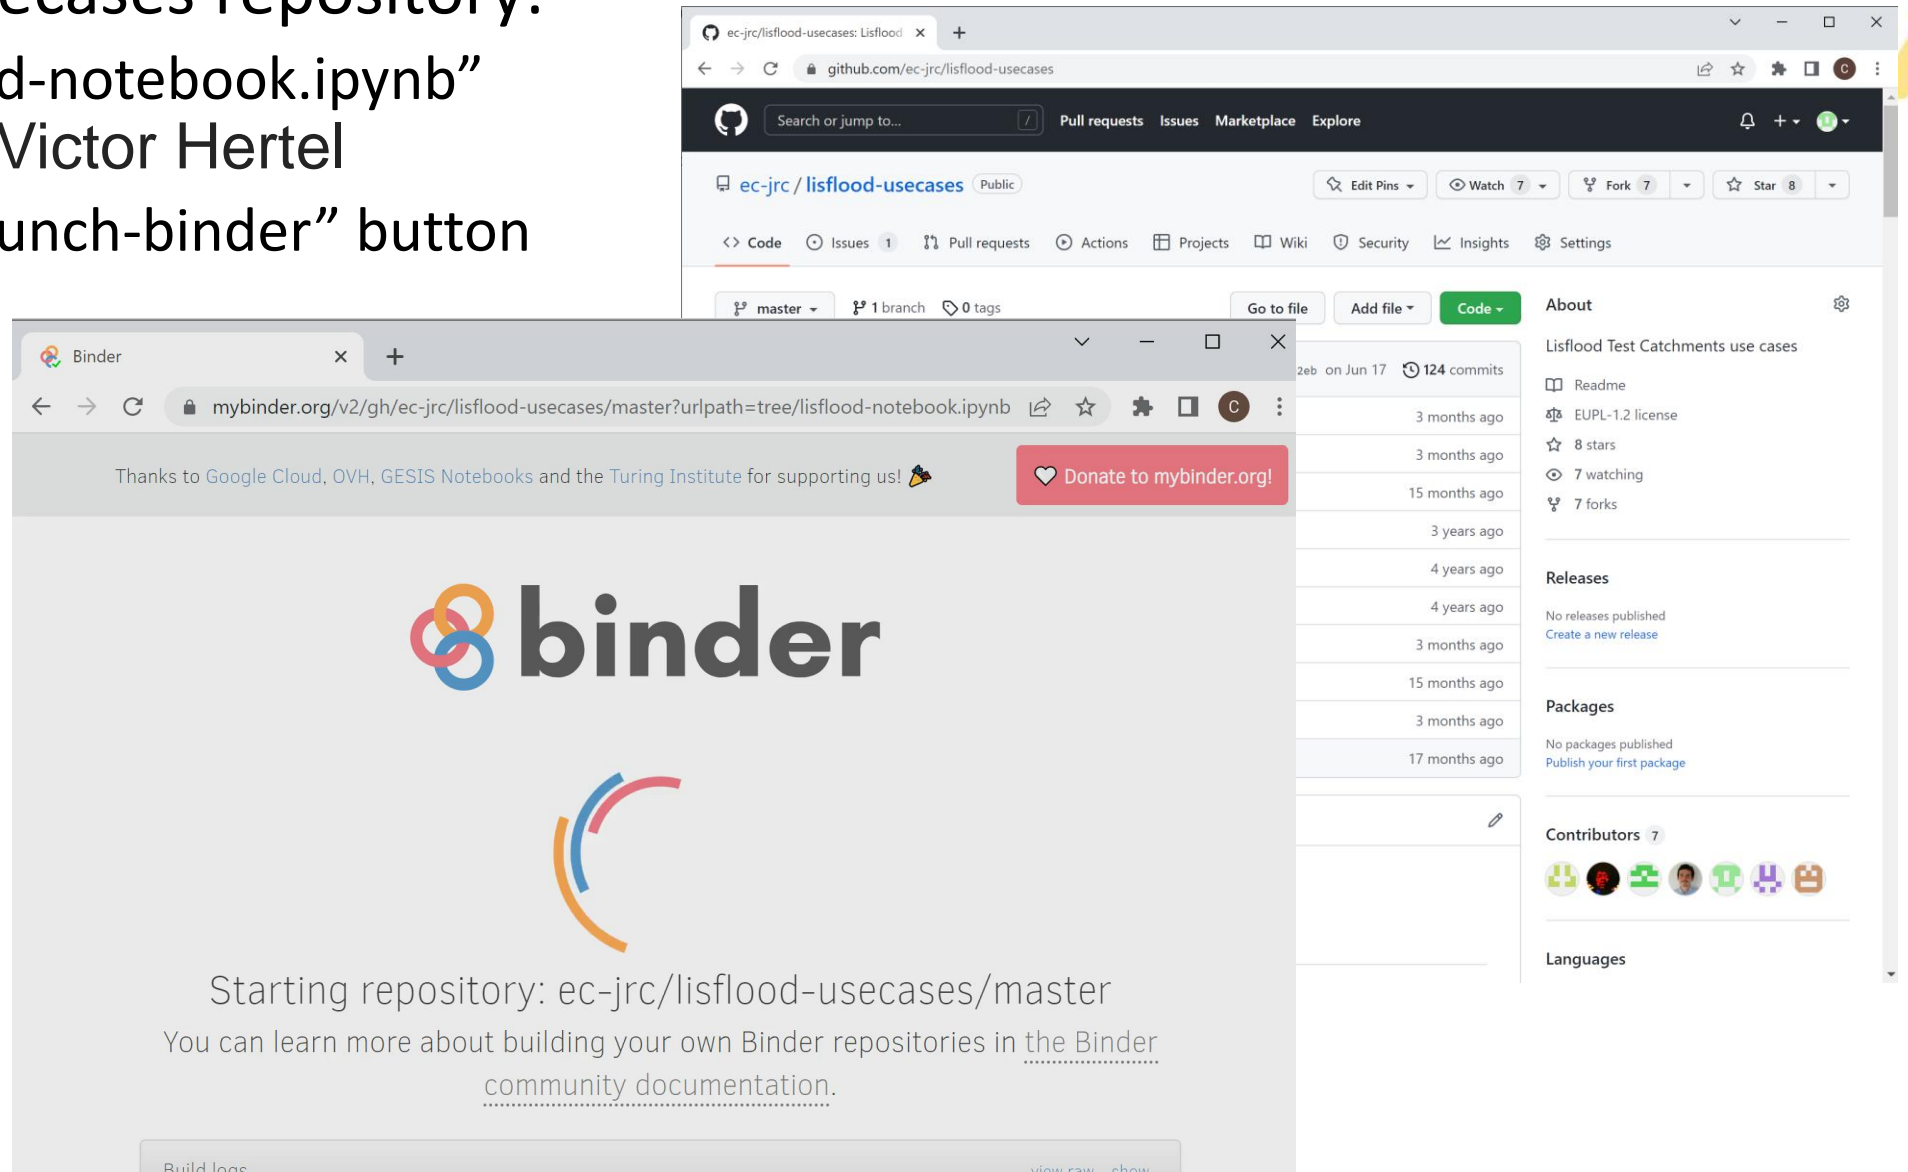 ecases repository:
d-notebook.ipynb”
Victor Hertel
unch-binder” button
ec-jrc/lisflood-usecases: Lisflood
github.com/ec-jrc/lisflood-usecases
C
Search or jump to...
/
Pull requests Issues Marketplace Explore
ec-jrc / lisflood-usecases Public
Edit Pins Watch 7 Fork 7 Star 8
Code Issues 1 Pull requests Actions Projects Wiki Security Insights Settings
master 1 branch 0 tags
Go to file Add file Code
2eb on Jun 17 124 commits
3 months ago
3 months ago
15 months ago
3 years ago
4 years ago
4 years ago
3 months ago
15 months ago
3 months ago
17 months ago
About
Lisflood Test Catchments use cases
Readme
EUPL-1.2 license
8 stars
7 watching
7 forks
Releases
No releases published
Create a new release
Packages
No packages published
Publish your first package
Contributors 7
Languages
Binder
mybinder.org/v2/gh/ec-jrc/lisflood-usecases/master?urlpath=tree/lisflood-notebook.ipynb
C
Thanks to Google Cloud, OVH, GESIS Notebooks and the Turing Institute for supporting us!
Donate to mybinder.org!
binder
Starting repository: ec-jrc/lisflood-usecases/master
You can learn more about building your own Binder repositories in the Binder
community documentation.
Build logs
view raw show